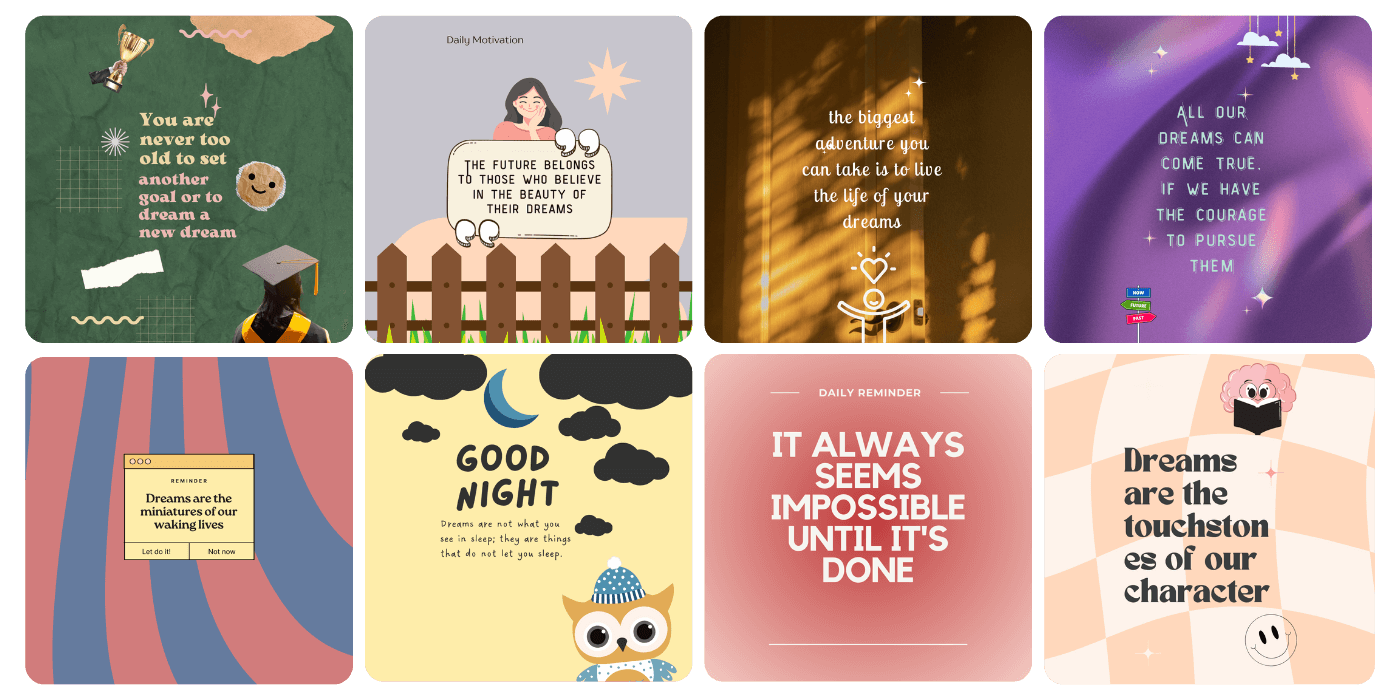 You are
never too
old to set
another
goal or to
dream a
new dream
Daily Motivation
THE FUTURE BELONGS
TO THOSE WHO BELIEVE
IN THE BEAUTY OF
THEIR DREAMS
the biggest
adventure you
can take is to live
the life of your
dreams
ALL OUR
DREAMS CAN
COME TRUE,
IF WE HAVE
THE COURAGE
TO PURSUE
THEM
NOW
FUTURE
PAST
REMINDER
Dreams are the
miniatures of our
waking lives
Let do it!
Not now
GOOD
NIGHT
Dreams are not what you
see in sleep; they are things
that do not let you sleep.
DAILY REMINDER
IT ALWAYS
SEEMS
IMPOSSIBLE
UNTIL IT'S
DONE
Dreams
are the
touchston
es of our
character